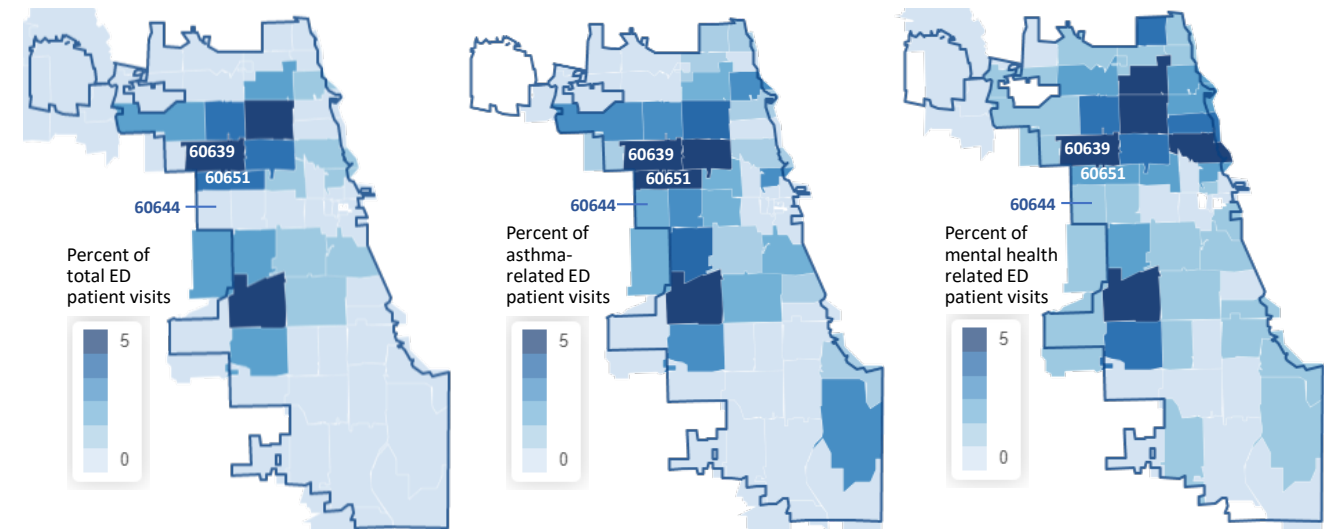 60639
60651
60644
Percent of
total ED
patient visits
5
0
60639
60651
60644
Percent of
asthma-
related ED
patient visits
5
0
60639
60651
60644
Percent of
mental health
related ED
patient visits
5
0